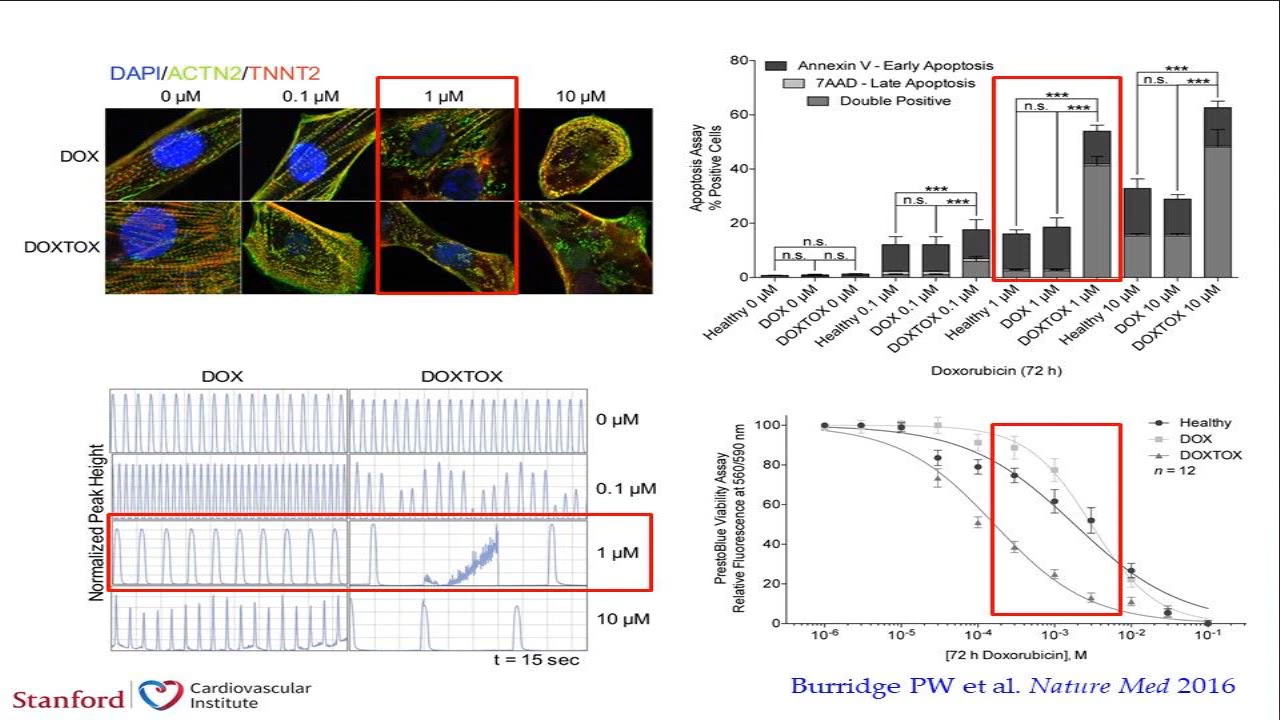 DAPI/ACTN2/TNNT2
0 µM 0.1 µM 1 µM 10 µM
DOX
DOXTOX
80
60
40
20
0
Apoptosis Assay
% Positive Cells
Annexin V - Early Apoptosis
7AAD - Late Apoptosis
Double Positive
n.s. n.s. n.s.
n.s. *** ***
n.s. *** ***
n.s. *** ***
Healthy 0 µM
DOX 0 µM
DOXTOX 0 µM
Healthy 0.1 µM
DOX 0.1 µM
DOXTOX 0.1 µM
Healthy 1 µM
DOX 1 µM
DOXTOX 1 µM
Healthy 10 µM
DOX 10 µM
DOXTOX 10 µM
Doxorubicin (72 h)
DOX DOXTOX
Normalized Peak Height
0 µM
0.1 µM
1 µM
10 µM
t = 15 sec
PrestoBlue Viability Assay
Relative Fluorescence at 560/590 nm
100
80
60
40
20
0
Healthy
DOX
DOXTOX
n = 12
10-6 10-5 10-4 10-3 10-2 10-1
[72 h Doxorubicin], M
Stanford
Cardiovascular
Institute
Burridge PW et al. Nature Med 2016